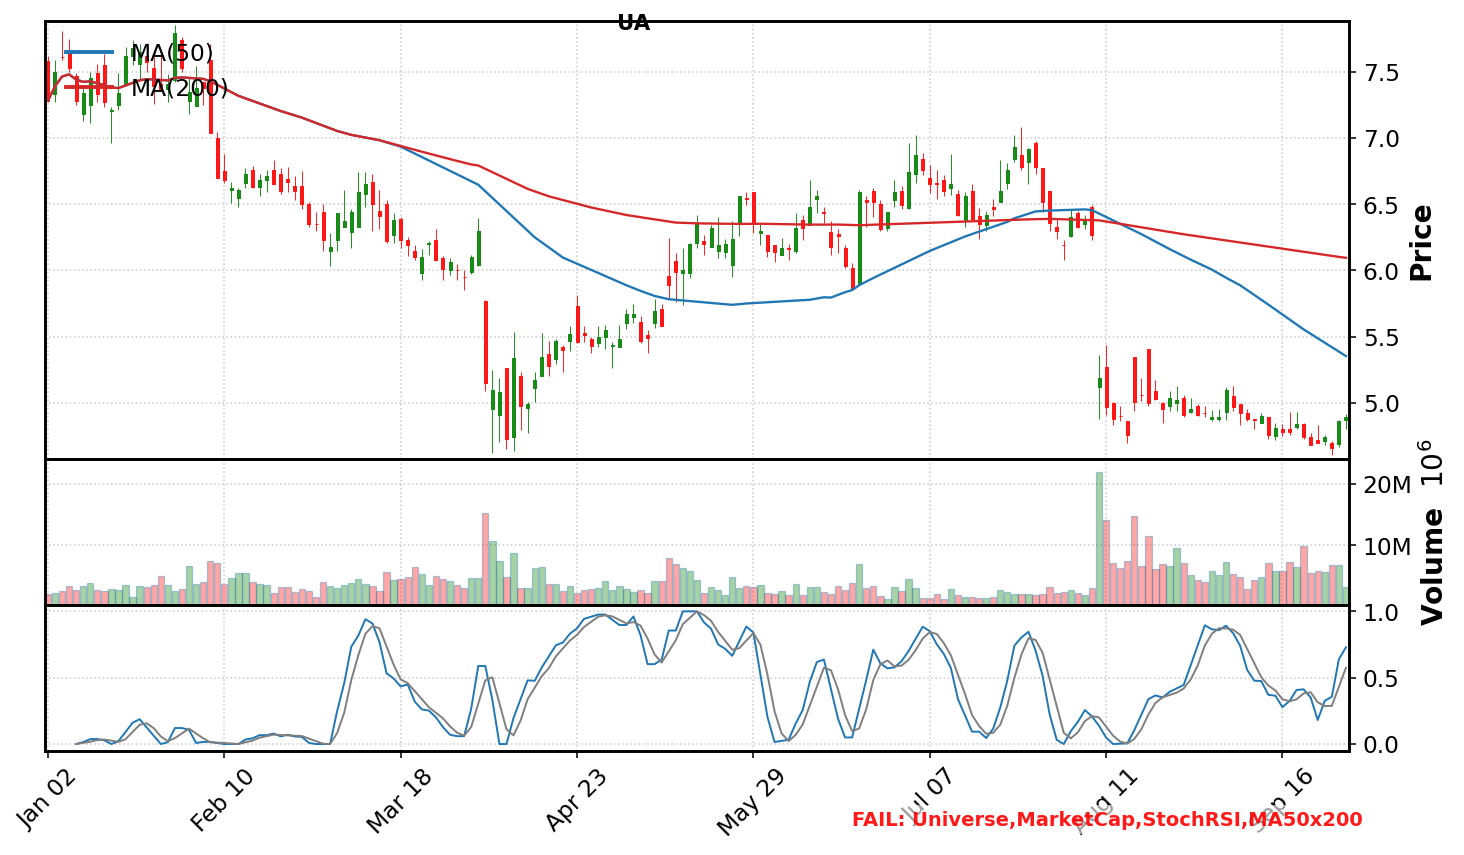 UA
MA(50)
MA(200)
7.5
7.0
6.5
6.0
5.5
5.0
Price
20M
10M
Volume 10^6
1.0
0.5
0.0
Jan 02
Feb 10
Mar 18
Apr 23
May 29
Jul 07
Aug 11
Sep 16
FAIL: Universe,MarketCap,StochRSI,MA50x200